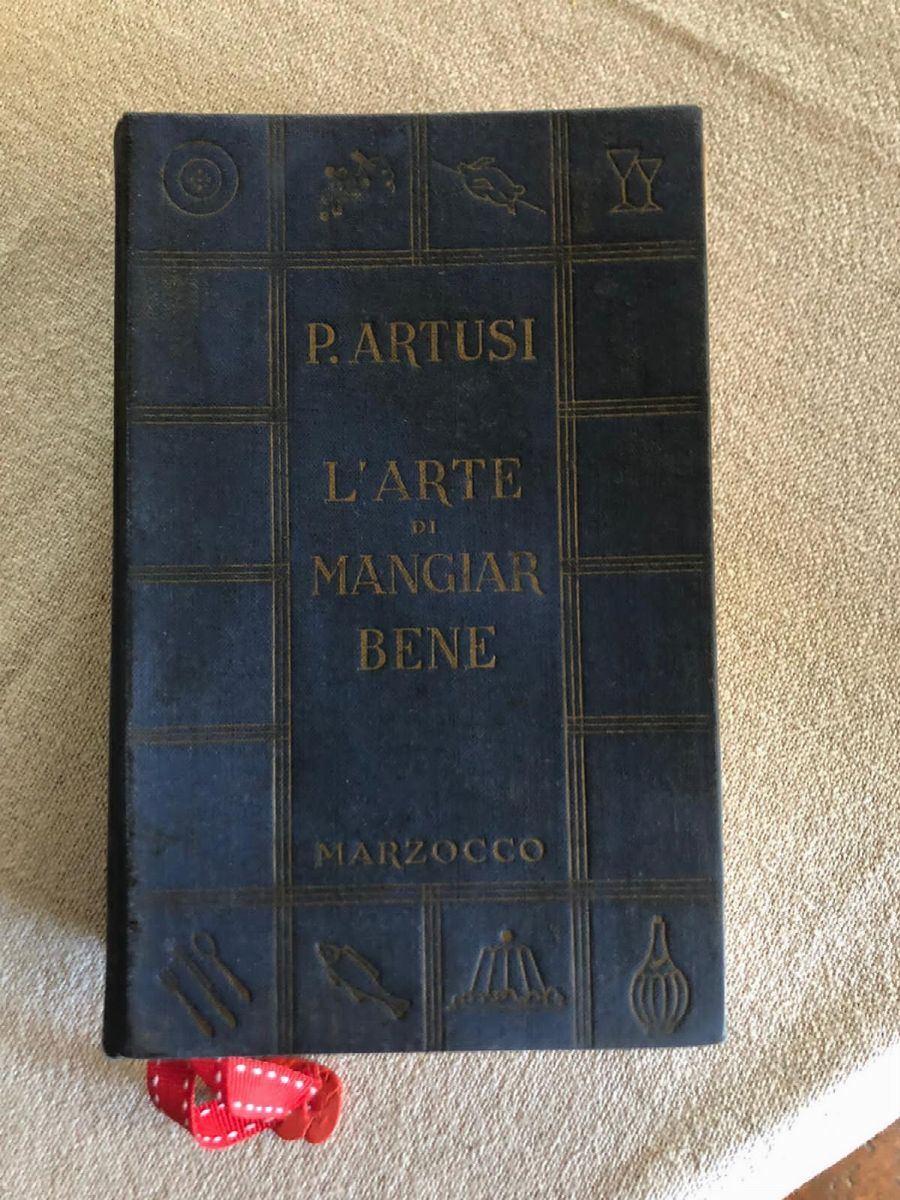 P. ARTUSI
L'ARTE
DI
MANGIAR
BENE
MARZOCCO